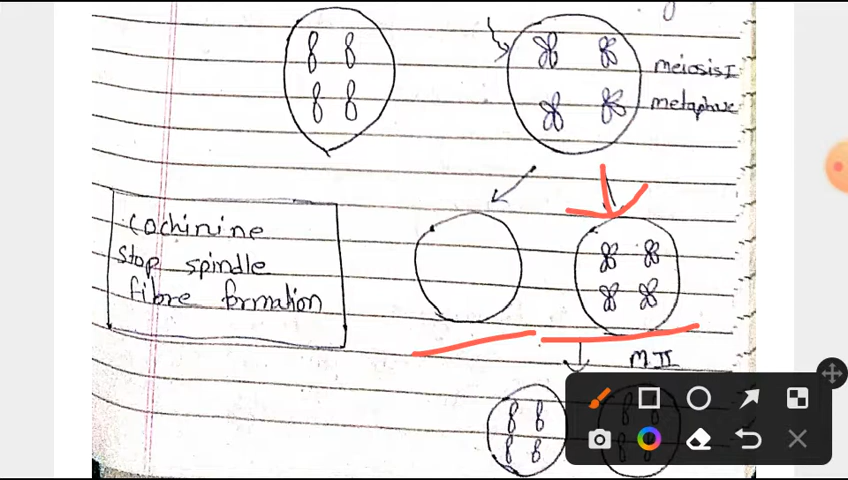 meiosis I
metaphase
Cochinine
Stop spindle
fibre formation
M II